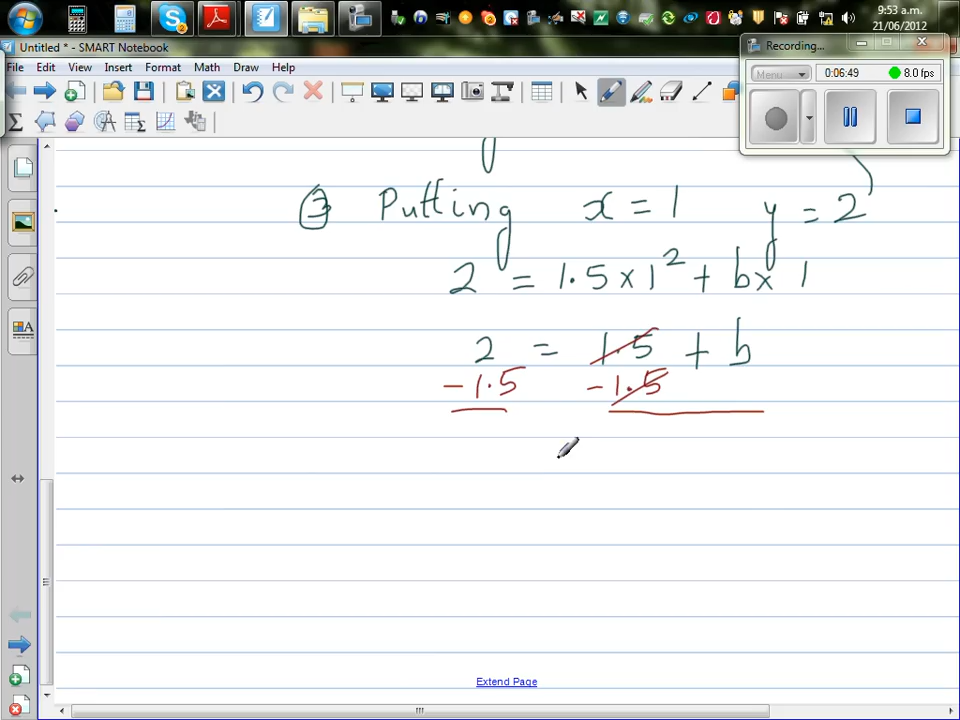 9:53 a.m.
21/06/2012
Untitled * - SMART Notebook
Recording...
File Edit View Insert Format Math Draw Help
Menu 0:06:49 8.0 fps
③ Putting x = 1 y = 2
2 = 1.5 x 1² + b x 1
2 = 1.5 + b
-1.5 -1.5
Extend Page